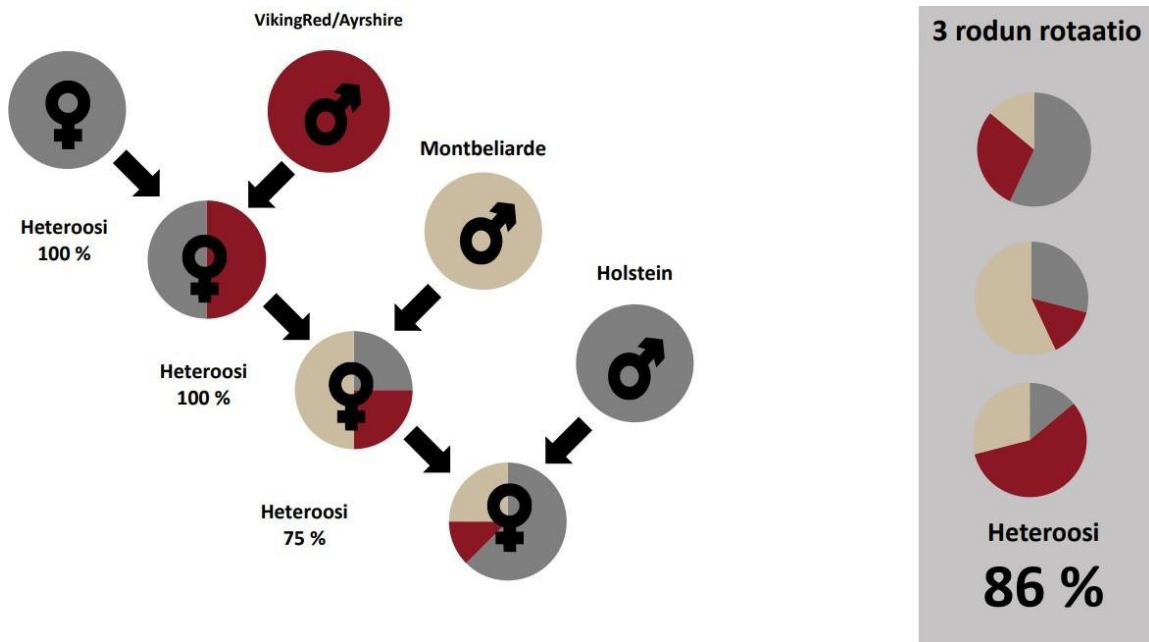 VikingRed/Ayrshire
Montbeliarde
Heteroosi
100 %
Holstein
Heteroosi
100 %
Heteroosi
75 %
3 rodun rotaatio
Heteroosi
86 %